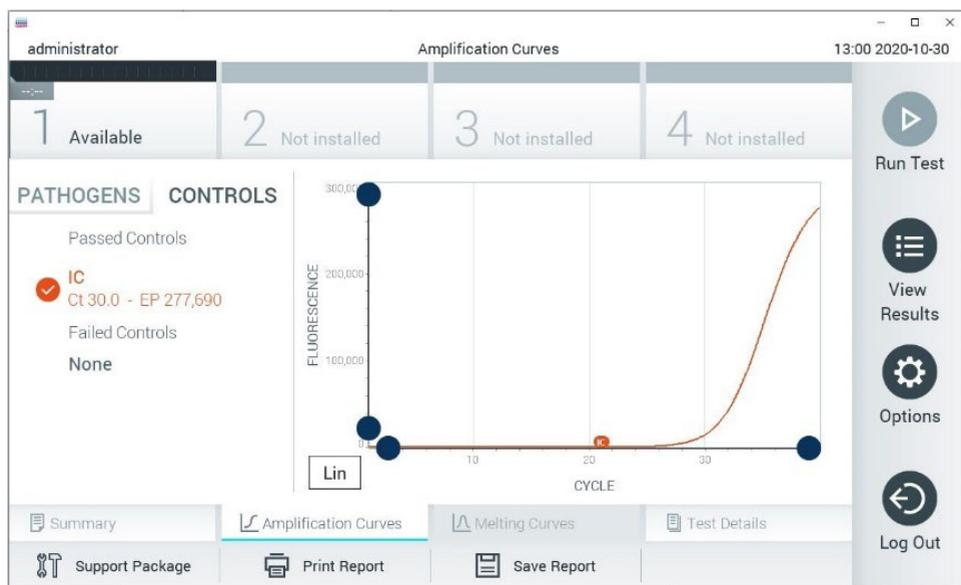 administrator
Amplification Curves
13:00 2020-10-30
--:--
1 Available
2 Not installed
3 Not installed
4 Not installed
Run Test
PATHOGENS
CONTROLS
Passed Controls
IC
Ct 30.0 - EP 277,690
Failed Controls
None
FLUORESCENCE
300,000
200,000
100,000
0
IC
10
20
30
CYCLE
Lin
View
Results
Options
Log Out
Summary
Amplification Curves
Melting Curves
Test Details
Support Package
Print Report
Save Report